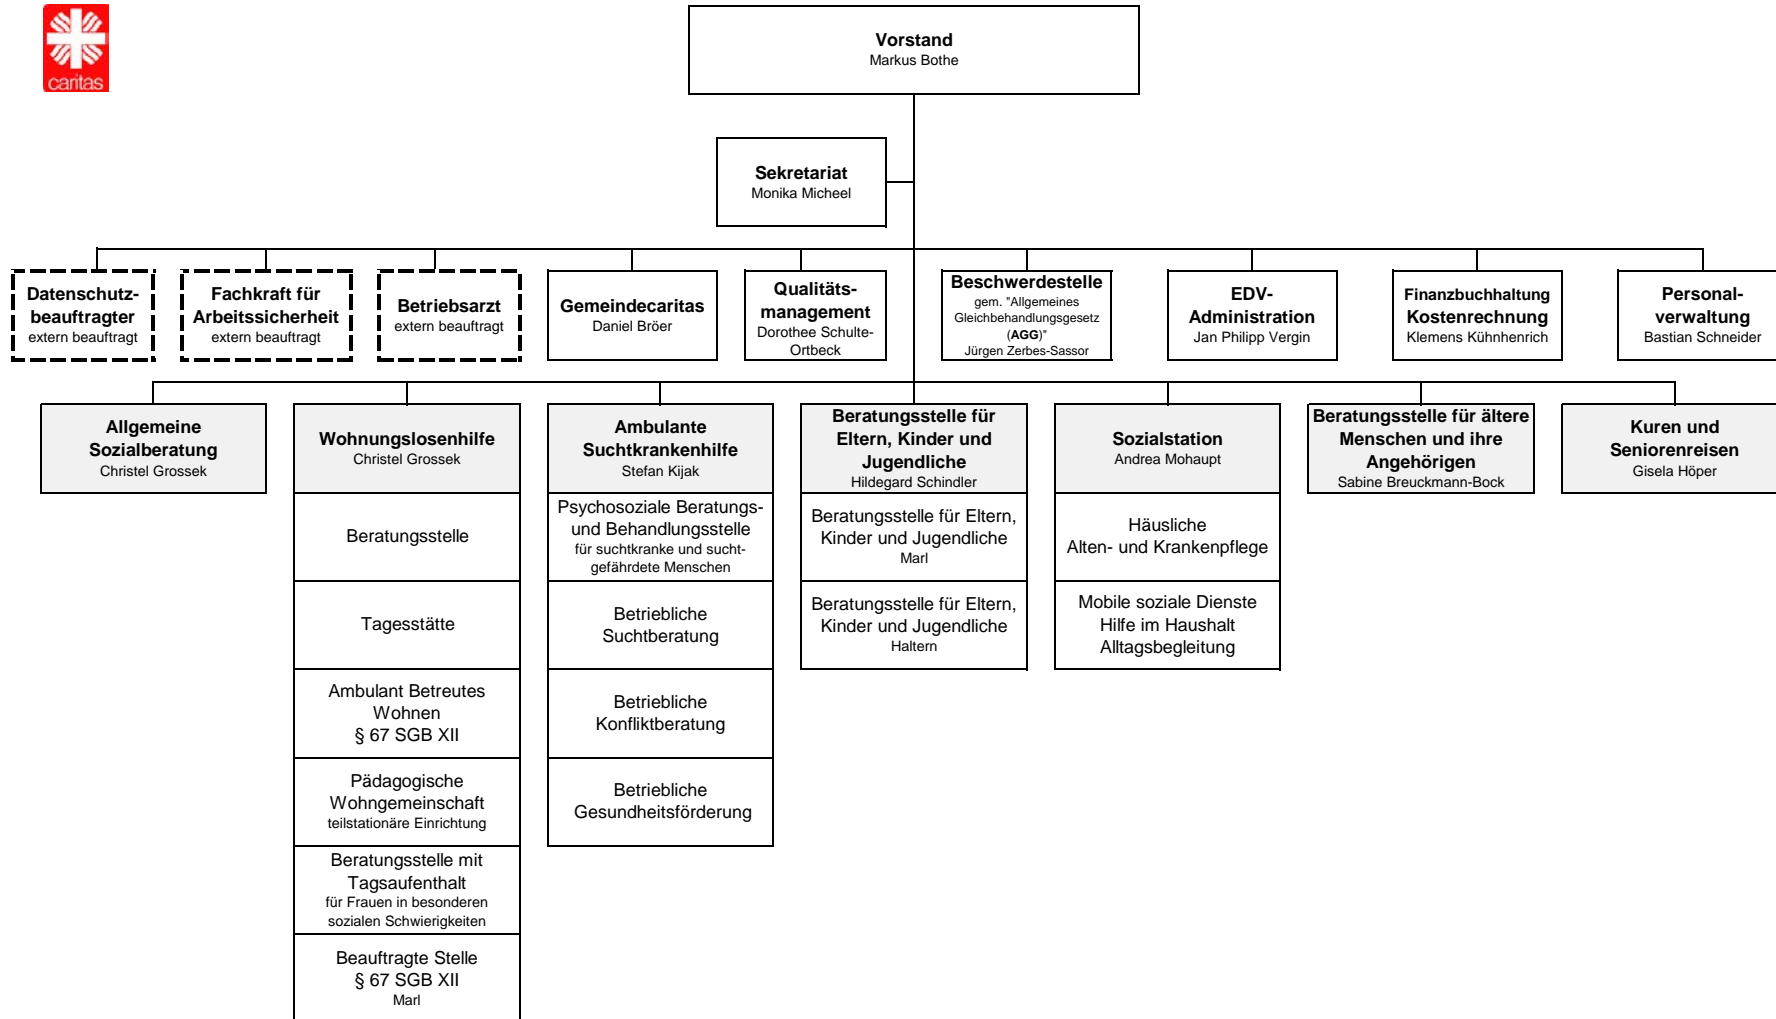 caritas
Vorstand
Markus Bothe
Sekretariat
Monika Micheel
Datenschutz-
beauftragter
extern beauftragt
Fachkraft für
Arbeitssicherheit
extern beauftragt
Betriebsarzt
extern beauftragt
Gemeindecaritas
Daniel Bröer
Qualitäts-
management
Dorothee Schulte-
Ortbeck
Beschwerdestelle
gem. "Allgemeines
Gleichbehandlungsgesetz
(AGG)"
Jürgen Zerbes-Sassor
EDV-
Administration
Jan Philipp Vergin
Finanzbuchhaltung
Kostenrechnung
Klemens Kühnhenrich
Personal-
verwaltung
Bastian Schneider
Allgemeine
Sozialberatung
Christel Grossek
Wohnungslosenhilfe
Christel Grossek
Beratungsstelle
Tagesstätte
Ambulant Betreutes
Wohnen
§ 67 SGB XII
Pädagogische
Wohngemeinschaft
teilstationäre Einrichtung
Beratungsstelle mit
Tagsaufenthalt
für Frauen in besonderen
sozialen Schwierigkeiten
Beauftragte Stelle
§ 67 SGB XII
Marl
Ambulante
Suchtkrankenhilfe
Stefan Kijak
Psychosoziale Beratungs-
und Behandlungsstelle
für suchtkranke und sucht-
gefährdete Menschen
Betriebliche
Suchtberatung
Betriebliche
Konfliktberatung
Betriebliche
Gesundheitsförderung
Beratungsstelle für
Eltern, Kinder und
Jugendliche
Hildegard Schindler
Beratungsstelle für Eltern,
Kinder und Jugendliche
Marl
Beratungsstelle für Eltern,
Kinder und Jugendliche
Haltern
Sozialstation
Andrea Mohaupt
Häusliche
Alten- und Krankenpflege
Mobile soziale Dienste
Hilfe im Haushalt
Alltagsbegleitung
Beratungsstelle für ältere
Menschen und ihre
Angehörigen
Sabine Breuckmann-Bock
Kuren und
Seniorenreisen
Gisela Höper